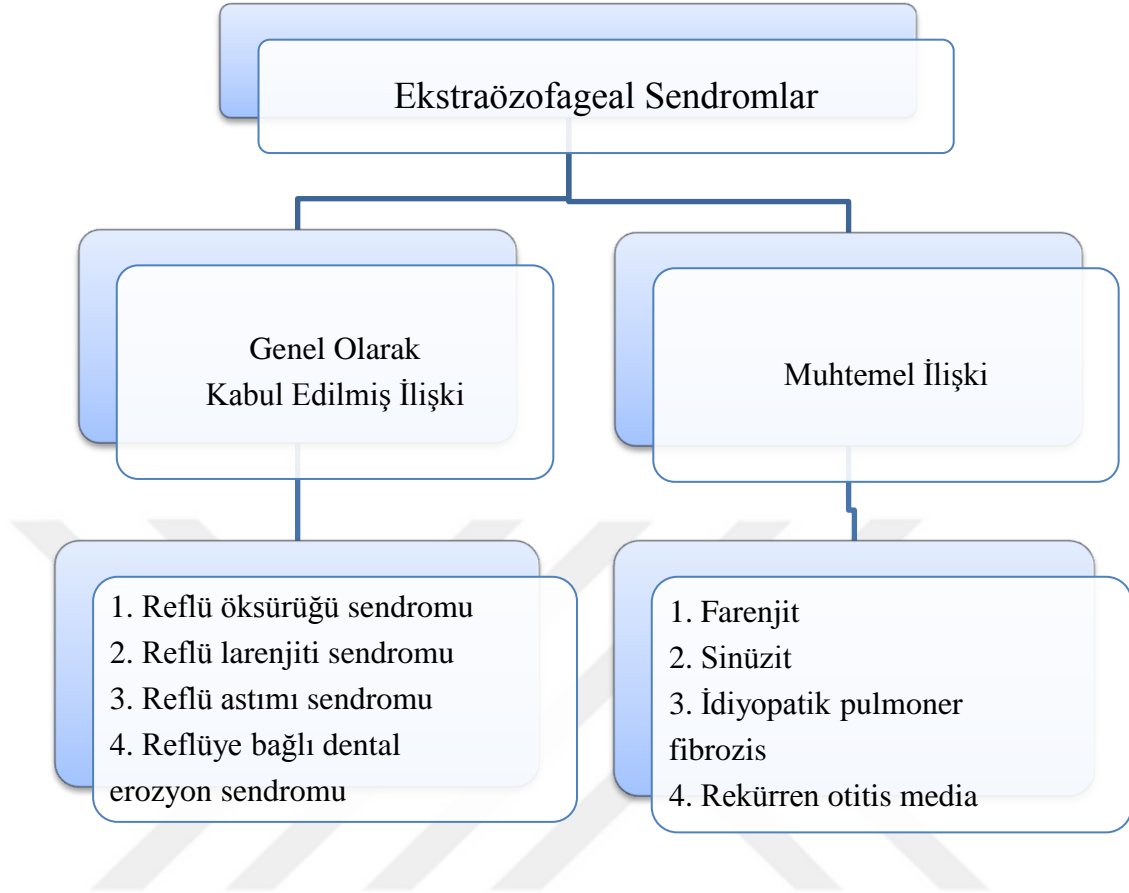 Ekstraözofageal Sendromlar
Genel Olarak
Kabul Edilmiş İlişki
Muhtemel İlişki
1. Reflü öksürüğü sendromu
2. Reflü larenjiti sendromu
3. Reflü astımı sendromu
4. Reflüye bağlı dental
erozyon sendromu
1. Farenjit
2. Sinüzit
3. İdiyopatik pulmoner
fibrozis
4. Rekürren otitis media